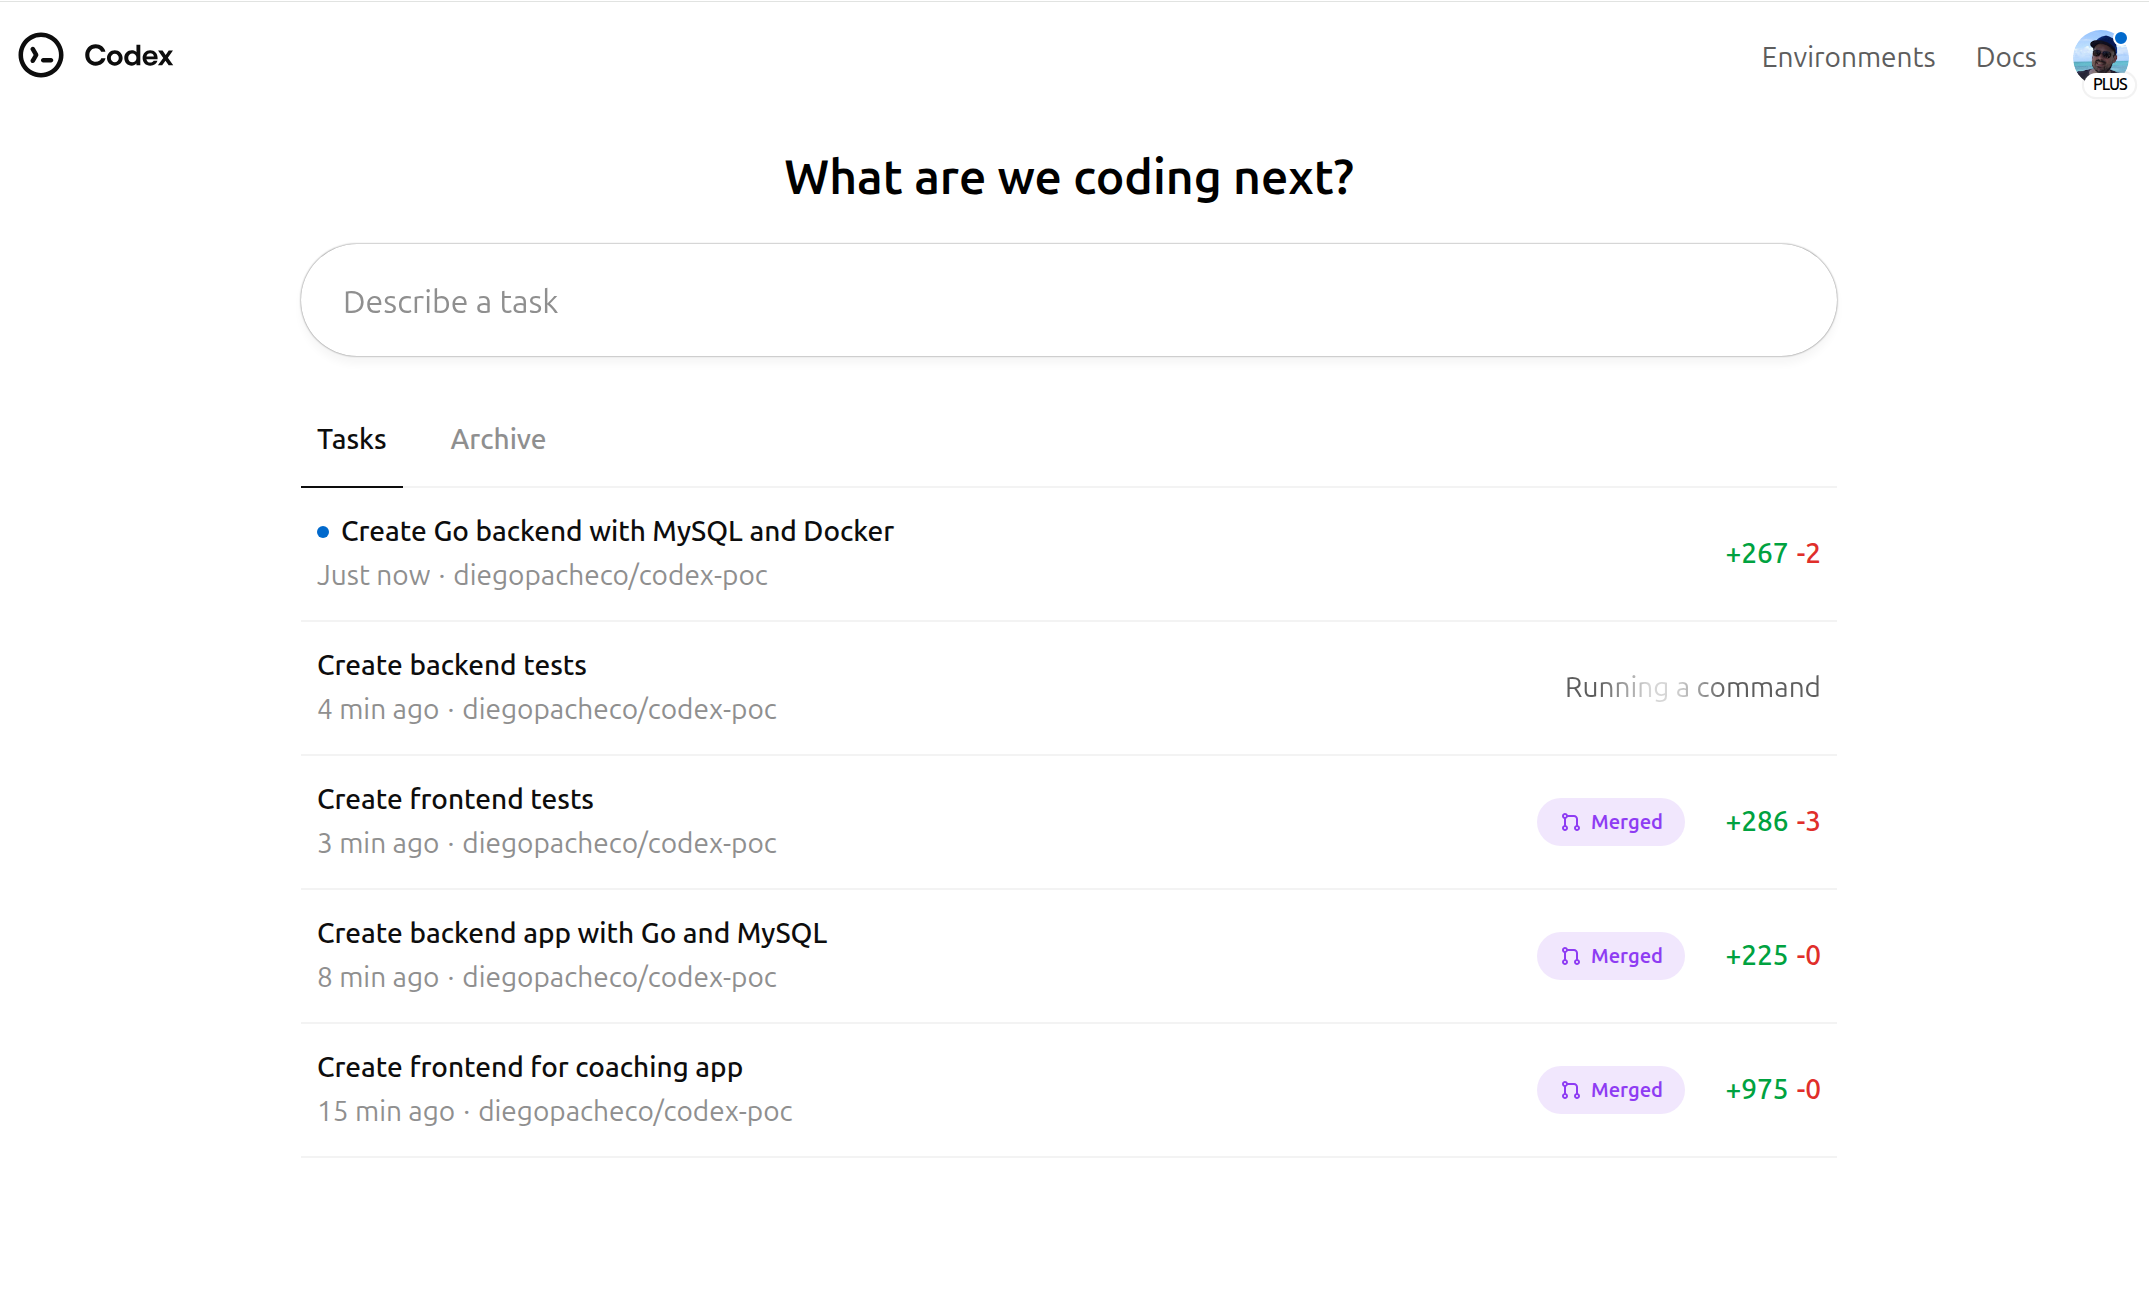 Codex
Environments
Docs
PLUS
What are we coding next?
Describe a task
Tasks
Archive
Create Go backend with MySQL and Docker
Just now · diegopacheco/codex-poc
+267 -2
Create backend tests
4 min ago · diegopacheco/codex-poc
Running a command
Create frontend tests
3 min ago · diegopacheco/codex-poc
Merged
+286 -3
Create backend app with Go and MySQL
8 min ago · diegopacheco/codex-poc
Merged
+225 -0
Create frontend for coaching app
15 min ago · diegopacheco/codex-poc
Merged
+975 -0